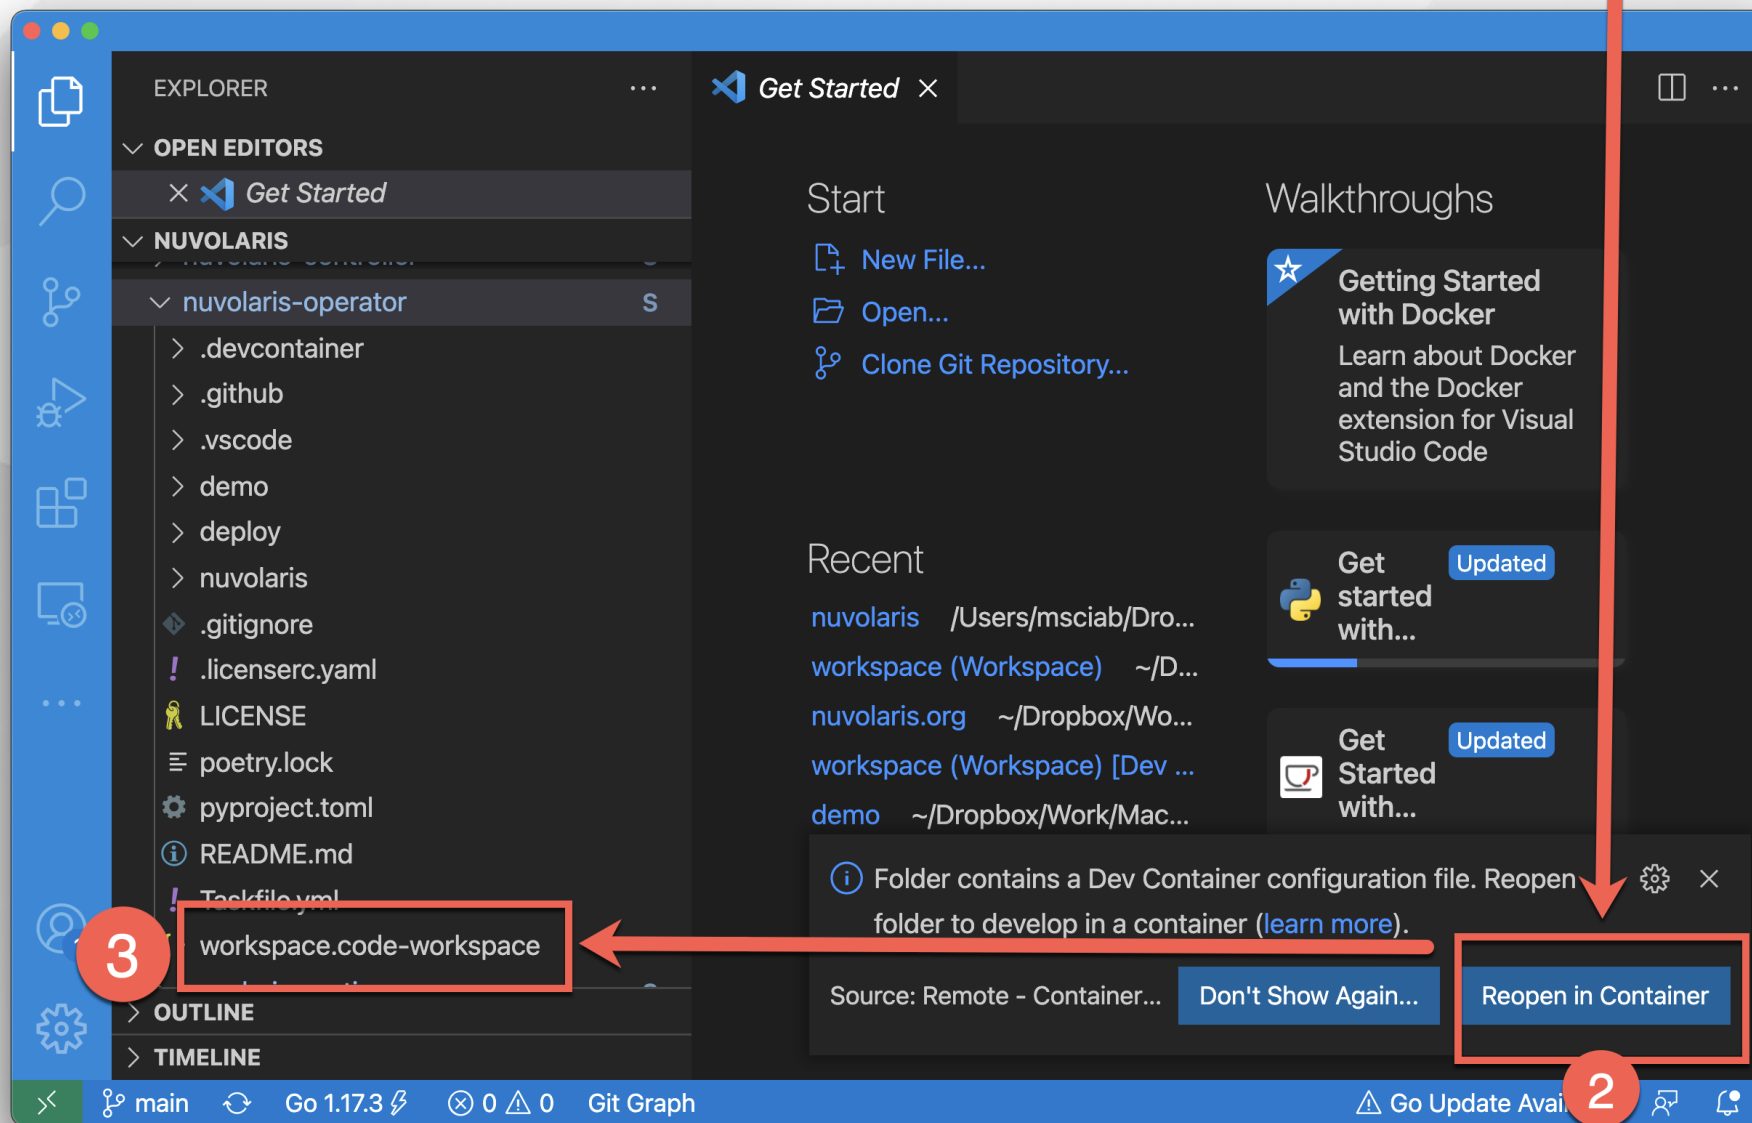 EXPLORER
OPEN EDITORS
Get Started
NUVOLARIS
nuvolaris-operator S
.devcontainer
.github
.vscode
demo
deploy
nuvolaris
.gitignore
.licenserc.yaml
LICENSE
poetry.lock
pyproject.toml
README.md
Taskfile.yml
workspace.code-workspace
3
OUTLINE
TIMELINE
Get Started
Start
New File...
Open...
Clone Git Repository...
Recent
nuvolaris /Users/msciab/Dro...
workspace (Workspace) ~/D...
nuvolaris.org ~/Dropbox/Wo...
workspace (Workspace) [Dev ...
demo ~/Dropbox/Work/Mac...
Walkthroughs
Getting Started
with Docker
Learn about Docker
and the Docker
extension for Visual
Studio Code
Get Updated
started
with...
Get Updated
Started
with...
Folder contains a Dev Container configuration file. Reopen
folder to develop in a container (learn more).
Source: Remote - Container...
Don't Show Again...
Reopen in Container
2
main
Go 1.17.3
0 0
Git Graph
Go Update Avai